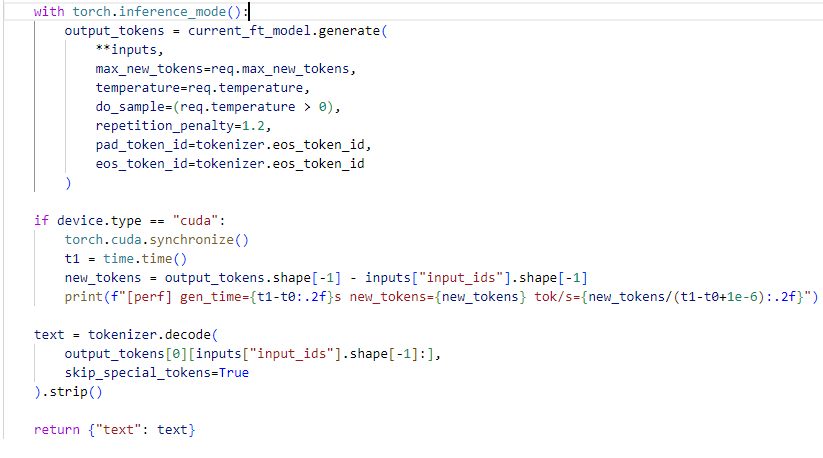 with torch.inference_mode():
    output_tokens = current_ft_model.generate(
        **inputs,
        max_new_tokens=req.max_new_tokens,
        temperature=req.temperature,
        do_sample=(req.temperature > 0),
        repetition_penalty=1.2,
        pad_token_id=tokenizer.eos_token_id,
        eos_token_id=tokenizer.eos_token_id
    )

if device.type == "cuda":
    torch.cuda.synchronize()
    t1 = time.time()
    new_tokens = output_tokens.shape[-1] - inputs["input_ids"].shape[-1]
    print(f"[perf] gen_time={t1-t0:.2f}s new_tokens={new_tokens} tok/s={new_tokens/(t1-t0+1e-6):.2f}")

text = tokenizer.decode(
    output_tokens[0][inputs["input_ids"].shape[-1]:],
    skip_special_tokens=True
).strip()

return {"text": text}